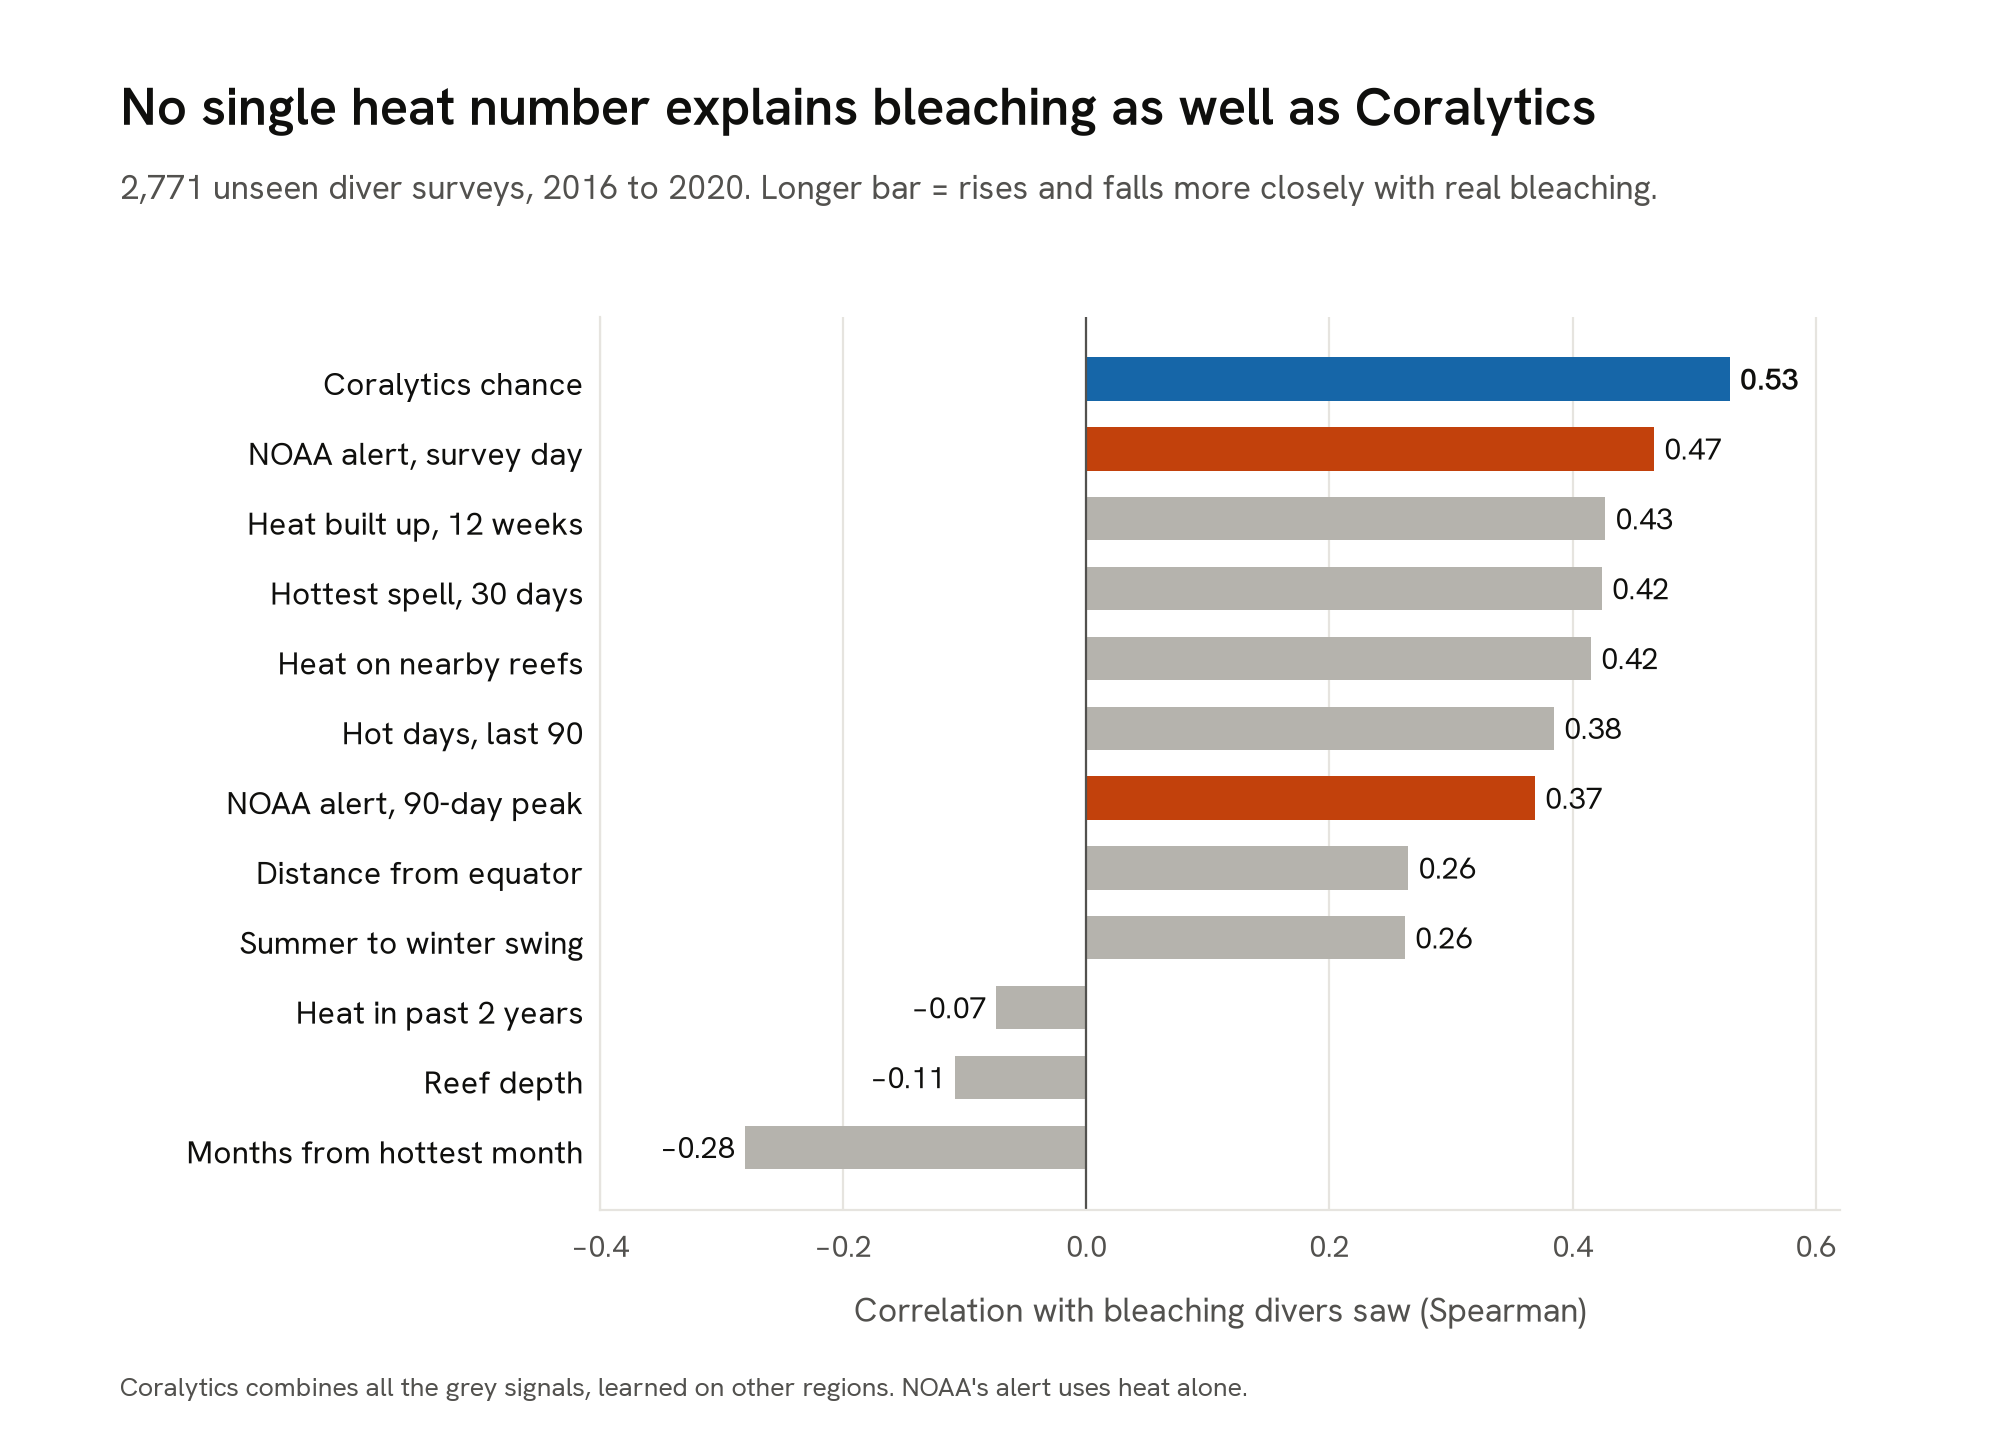 No single heat number explains bleaching as well as Coralytics
2,771 unseen diver surveys, 2016 to 2020. Longer bar = rises and falls more closely with real bleaching.
Coralytics chance 0.53
NOAA alert, survey day 0.47
Heat built up, 12 weeks 0.43
Hottest spell, 30 days 0.42
Heat on nearby reefs 0.42
Hot days, last 90 0.38
NOAA alert, 90-day peak 0.37
Distance from equator 0.26
Summer to winter swing 0.26
Heat in past 2 years −0.07
Reef depth −0.11
Months from hottest month −0.28
−0.4 −0.2 0.0 0.2 0.4 0.6
Correlation with bleaching divers saw (Spearman)
Coralytics combines all the grey signals, learned on other regions. NOAA's alert uses heat alone.